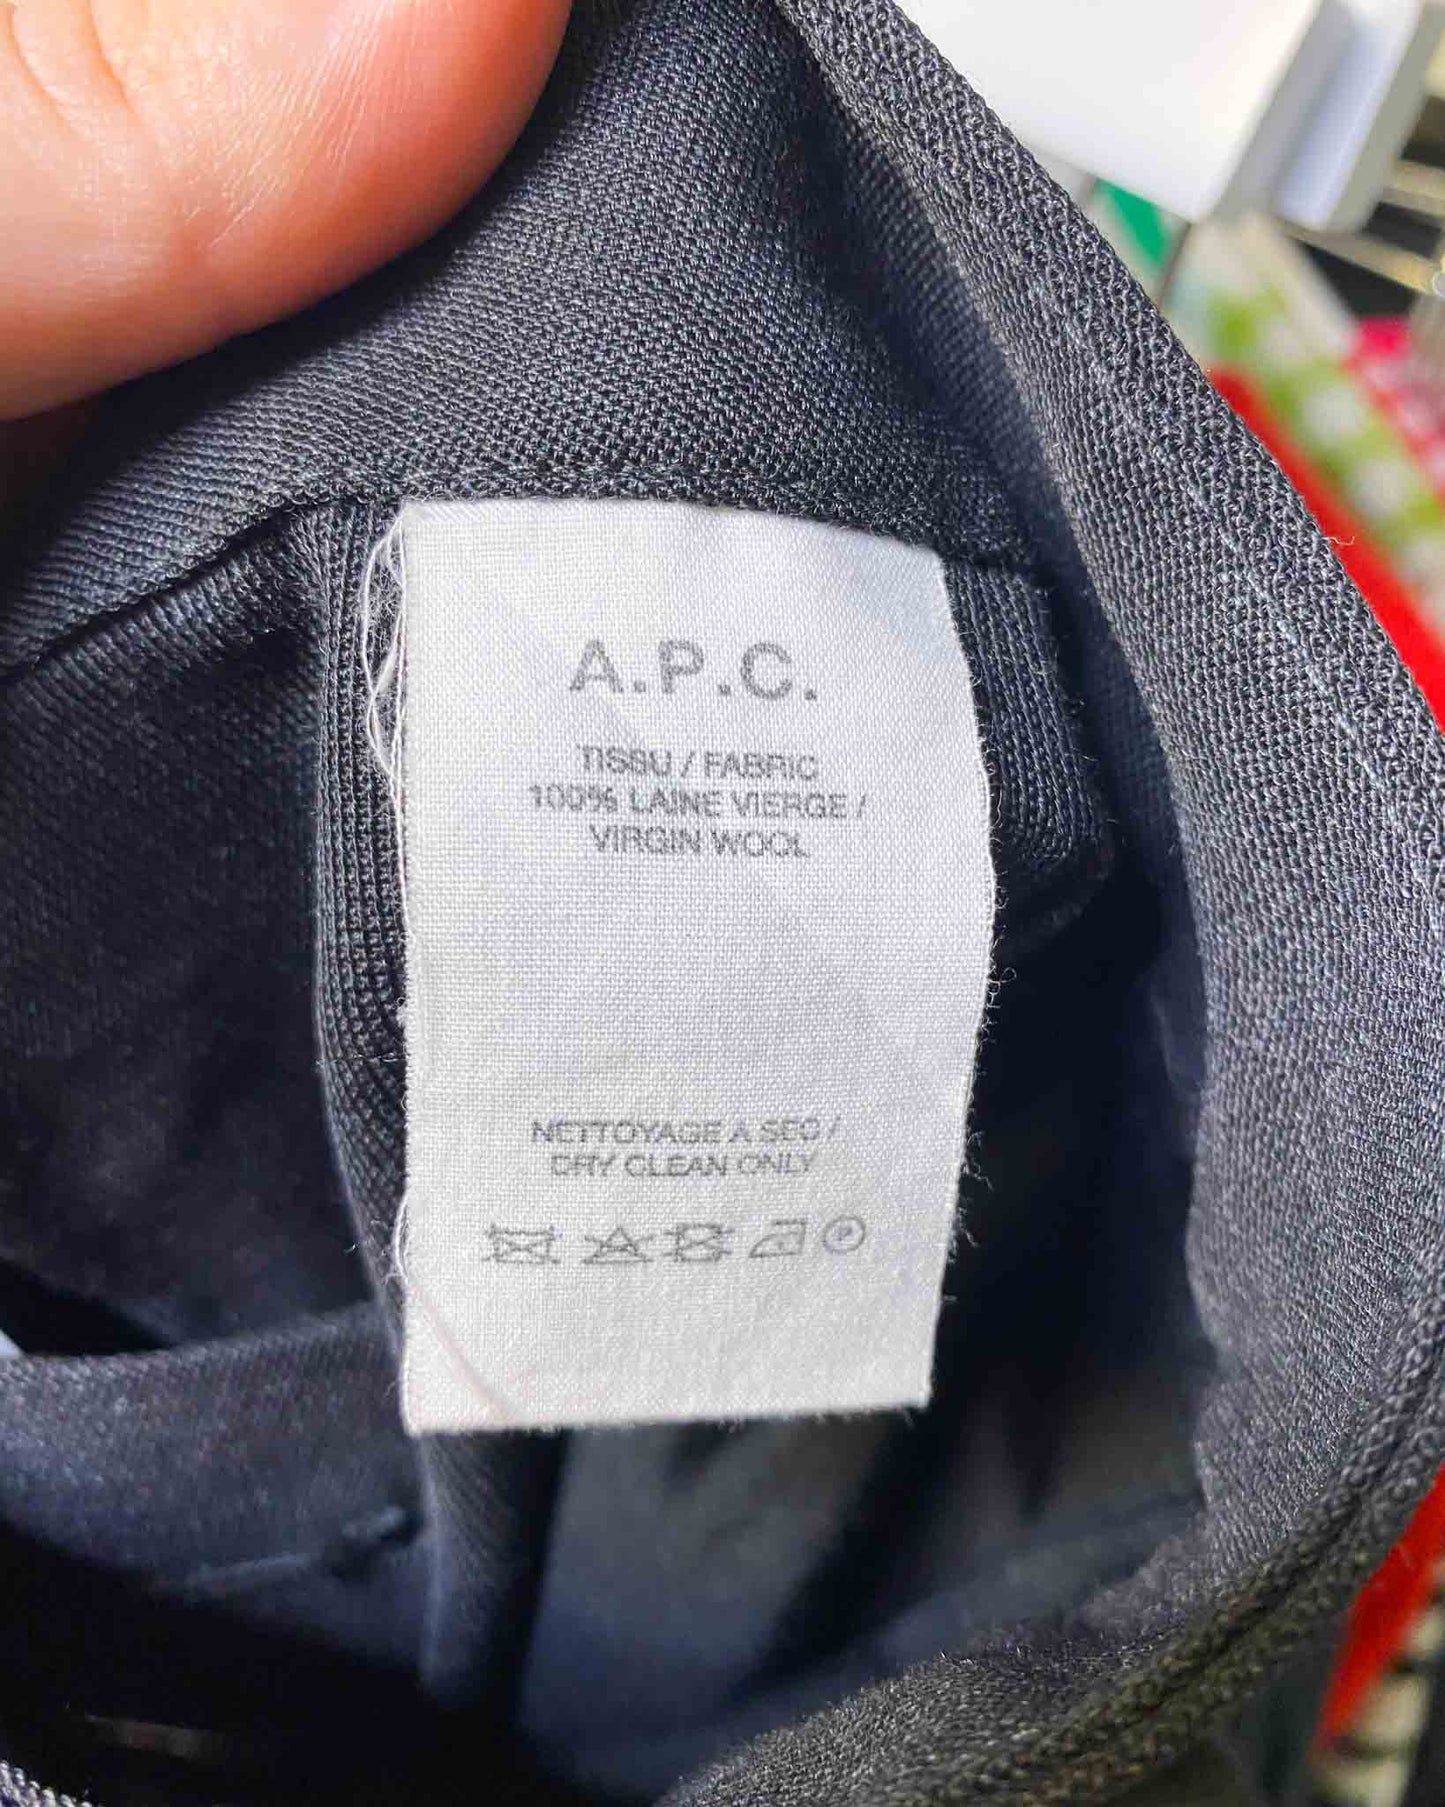 A.P.C.
TISSU / FABRIC
100% LAINE VIERGE /
VIRGIN WOOL
NETTOYAGE A SEC /
DRY CLEAN ONLY
P